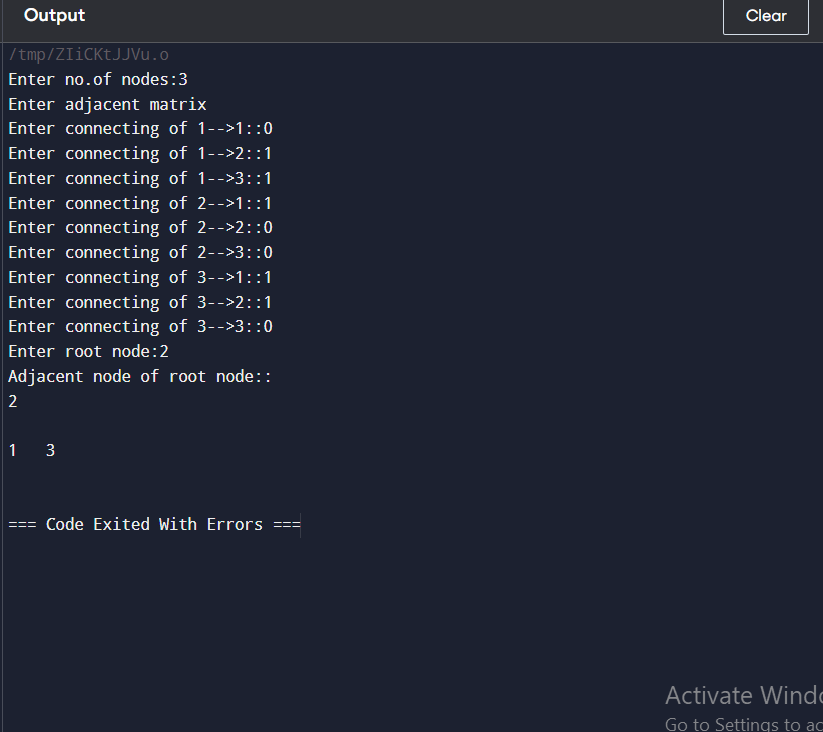 Output
Clear
/tmp/ZIiCKtJJVu.o
Enter no.of nodes:3
Enter adjacent matrix
Enter connecting of 1-->1::0
Enter connecting of 1-->2::1
Enter connecting of 1-->3::1
Enter connecting of 2-->1::1
Enter connecting of 2-->2::0
Enter connecting of 2-->3::0
Enter connecting of 3-->1::1
Enter connecting of 3-->2::1
Enter connecting of 3-->3::0
Enter root node:2
Adjacent node of root node::
2
1   3
=== Code Exited With Errors ===
Activate Windo
Go to Settings to ac